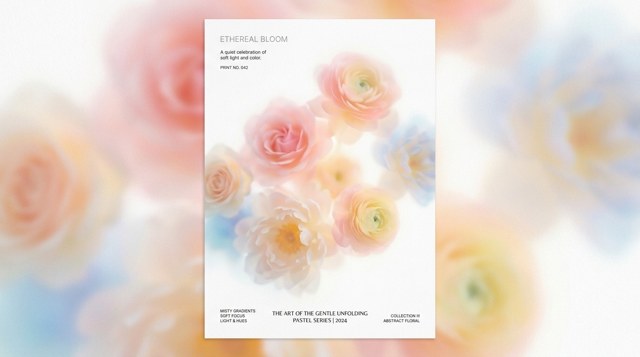 ETHEREAL BLOOM
A quiet celebration of
soft light and color.
PRINT NO. 042
MISTY GRADIENTS
SOFT FOCUS
LIGHT & HUES
THE ART OF THE GENTLE UNFOLDING
PASTEL SERIES | 2024
COLLECTION III
ABSTRACT FLORAL